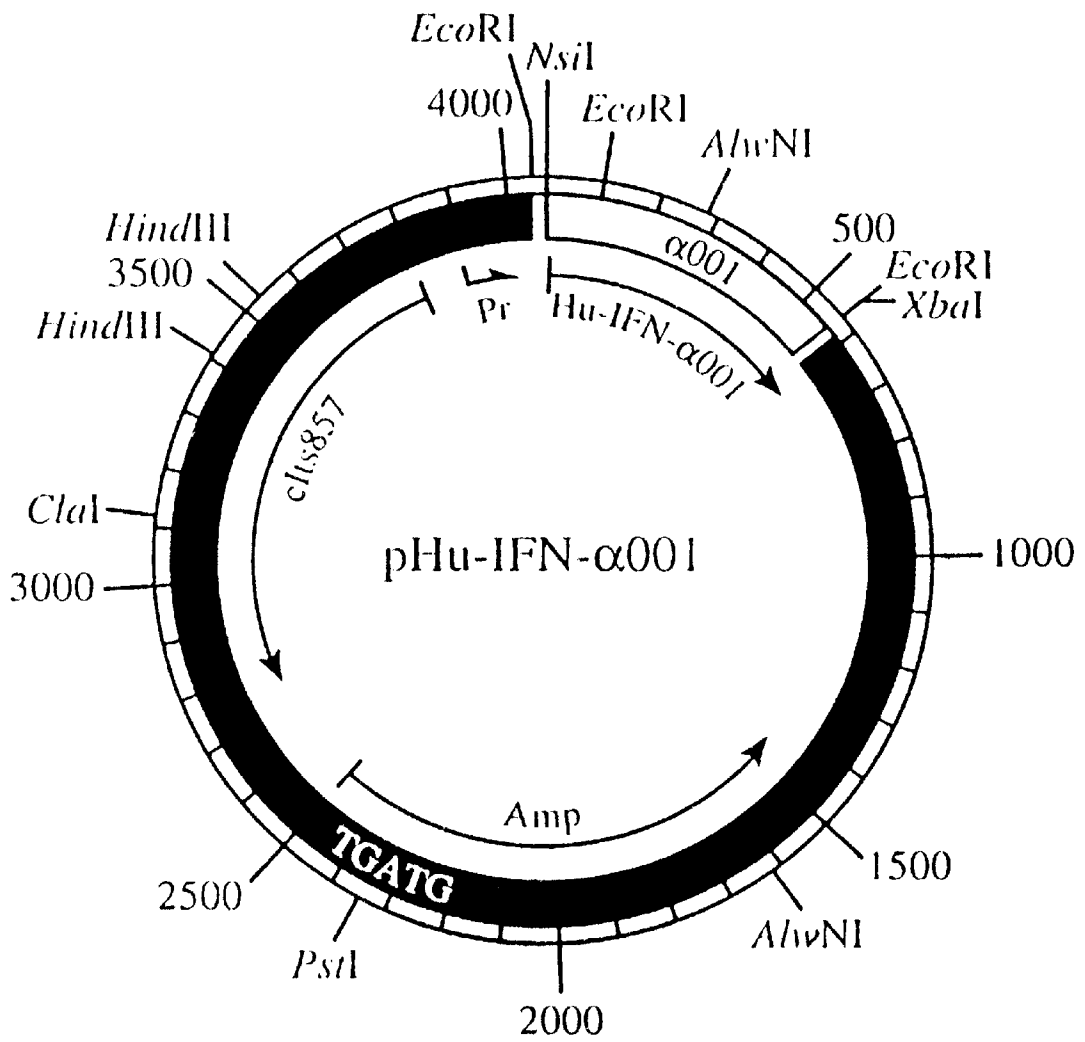 EcoRI
NsiI
4000
EcoRI
AlwNI
HindIII
α001
500
3500
EcoRI
XbaI
HindIII
Pr
Hu-IFN-α001
cIts857
ClaI
pHu-IFN-α001
1000
3000
Amp
TGATG
1500
2500
AlwNI
PstI
2000